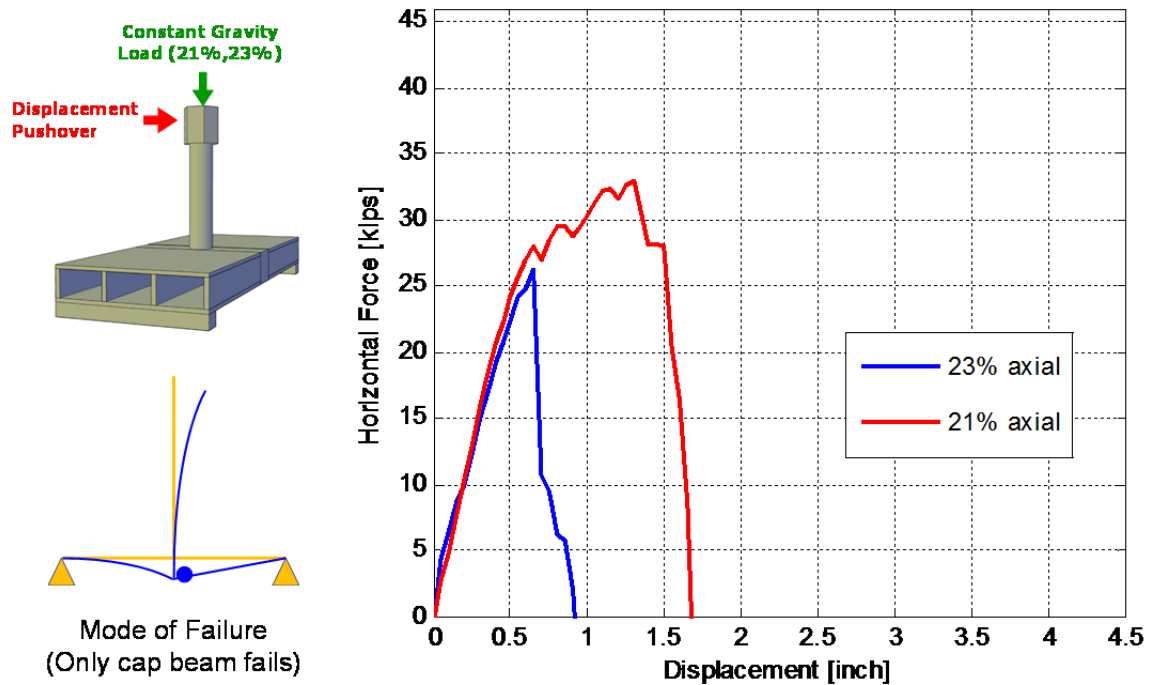 Constant Gravity
Load (21%,23%)
Displacement
Pushover
Mode of Failure
(Only cap beam fails)
Horizontal Force [kips]
45
40
35
30
25
20
15
10
5
0
0
0.5
1
1.5
2
2.5
3
3.5
4
4.5
Displacement [inch]
23% axial
21% axial